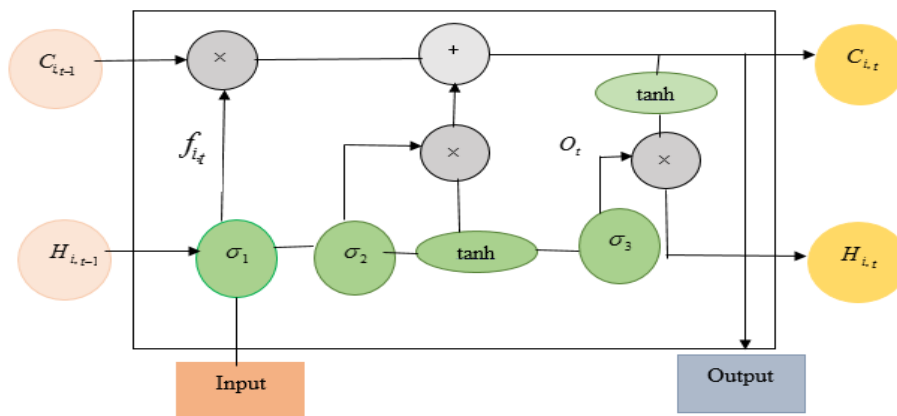 C_{i,t-1}
×
+
C_{i,t}
tanh
f_{i,t}
×
O_t
×
H_{i,t-1}
σ_1
σ_2
tanh
σ_3
H_{i,t}
Input
Output